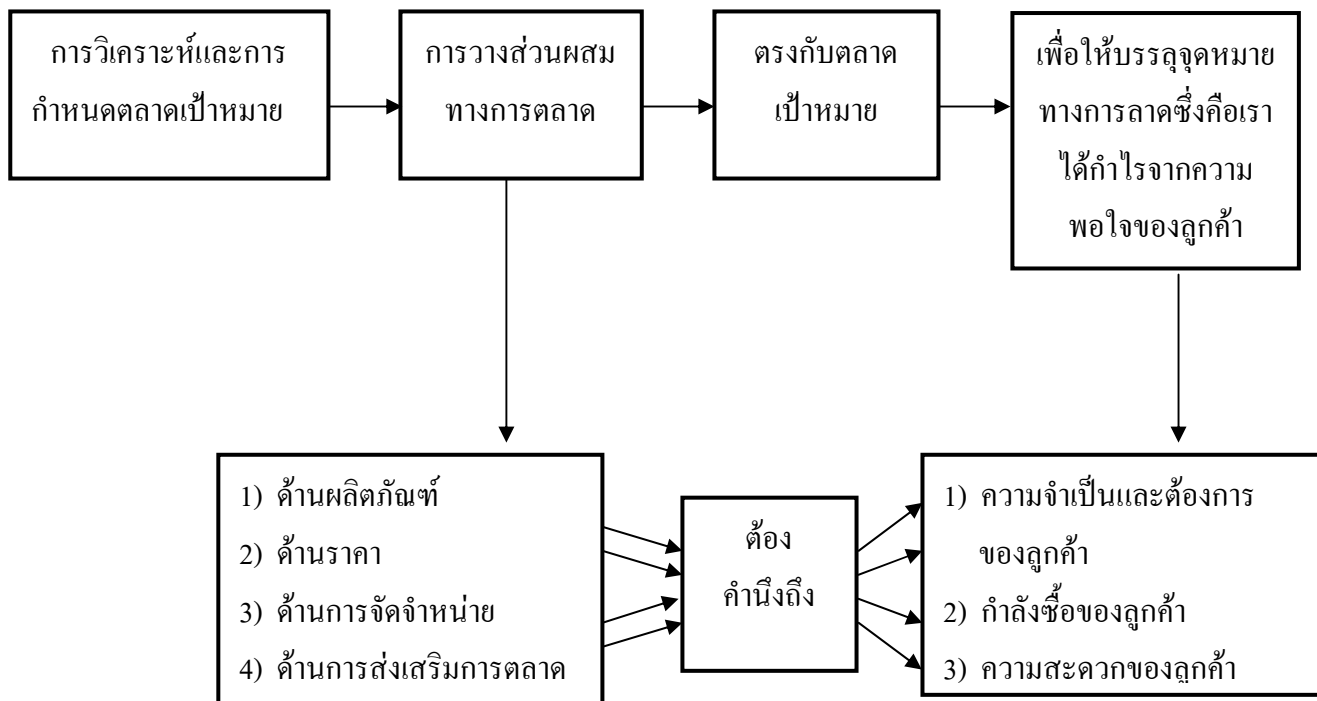 การวิเคราะห์และการ
กำหนดตลาดเป้าหมาย
การวางส่วนผสม
ทางการตลาด
ตรงกับตลาด
เป้าหมาย
เพื่อให้บรรลุจุดหมาย
ทางการลาดซึ่งคือเรา
ได้กำไรจากความ
พอใจของลูกค้า
1) ด้านผลิตภัณฑ์
2) ด้านราคา
3) ด้านการจัดจำหน่าย
4) ด้านการส่งเสริมการตลาด
ต้อง
คำนึงถึง
1) ความจำเป็นและต้องการ
ของลูกค้า
2) กำลังซื้อของลูกค้า
3) ความสะดวกของลูกค้า